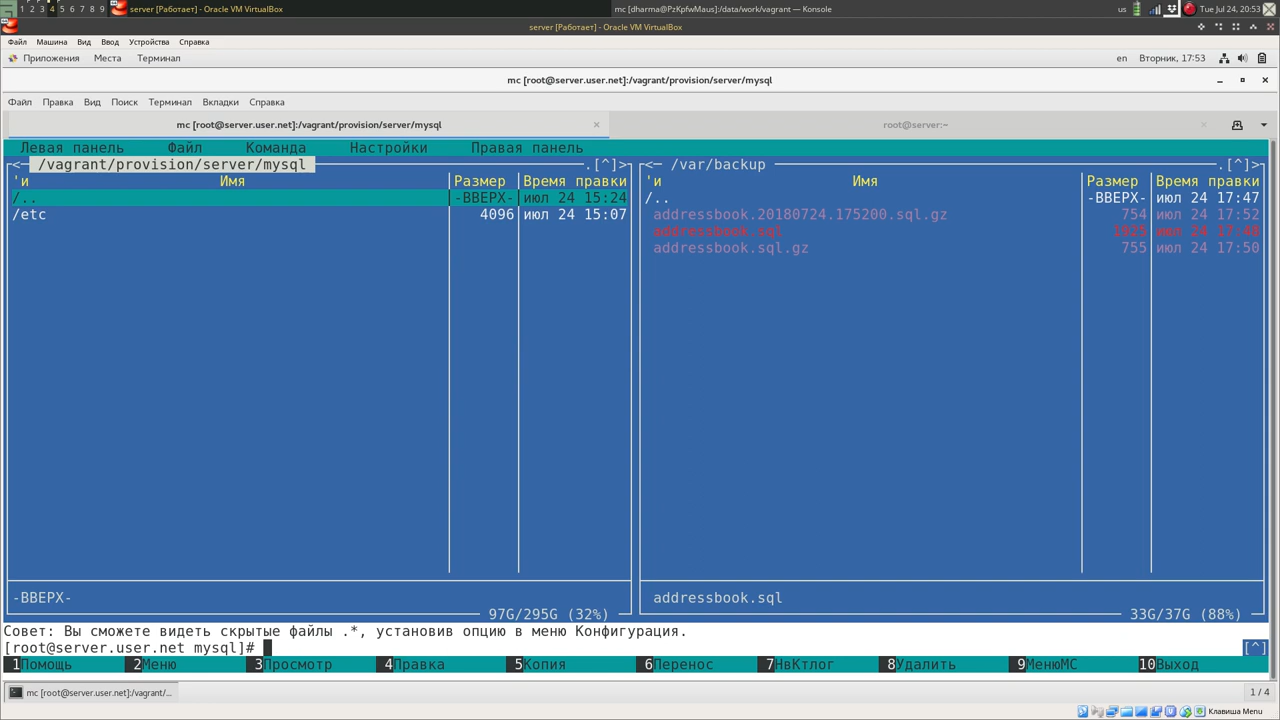 1 2 3 4 5 6 7 8 9 server [Работает] - Oracle VM VirtualBox mc [dharma@PzKpfwMaus]:/data/work/vagrant — Konsole us Tue Jul 24, 20:53
server [Работает] - Oracle VM VirtualBox
Файл Машина Вид Ввод Устройства Справка
Приложения Места Терминал en Вторник, 17:53
mc [root@server.user.net]:/vagrant/provision/server/mysql
Файл Правка Вид Поиск Терминал Вкладки Справка
mc [root@server.user.net]:/vagrant/provision/server/mysql × root@server:~ ×
Левая панель Файл Команда Настройки Правая панель
<─ /vagrant/provision/server/mysql .[^]> <─ /var/backup .[^]>
'и Имя Размер Время правки 'и Имя Размер Время правки
/.. -ВВЕРХ- июл 24 15:24 /.. -ВВЕРХ- июл 24 17:47
/etc 4096 июл 24 15:07 addressbook.20180724.175200.sql.gz 754 июл 24 17:52
addressbook.sql 1925 июл 24 17:48
addressbook.sql.gz 755 июл 24 17:50
-ВВЕРХ- addressbook.sql
97G/295G (32%) 33G/37G (88%)
Совет: Вы сможете видеть скрытые файлы .*, установив опцию в меню Конфигурация.
[root@server.user.net mysql]# [^]
1Помощь 2Меню 3Просмотр 4Правка 5Копия 6Перенос 7НвКтлог 8Удалить 9МенюMC 10Выход
mc [root@server.user.net]:/vagrant/... 1 / 4
Клавиша Menu